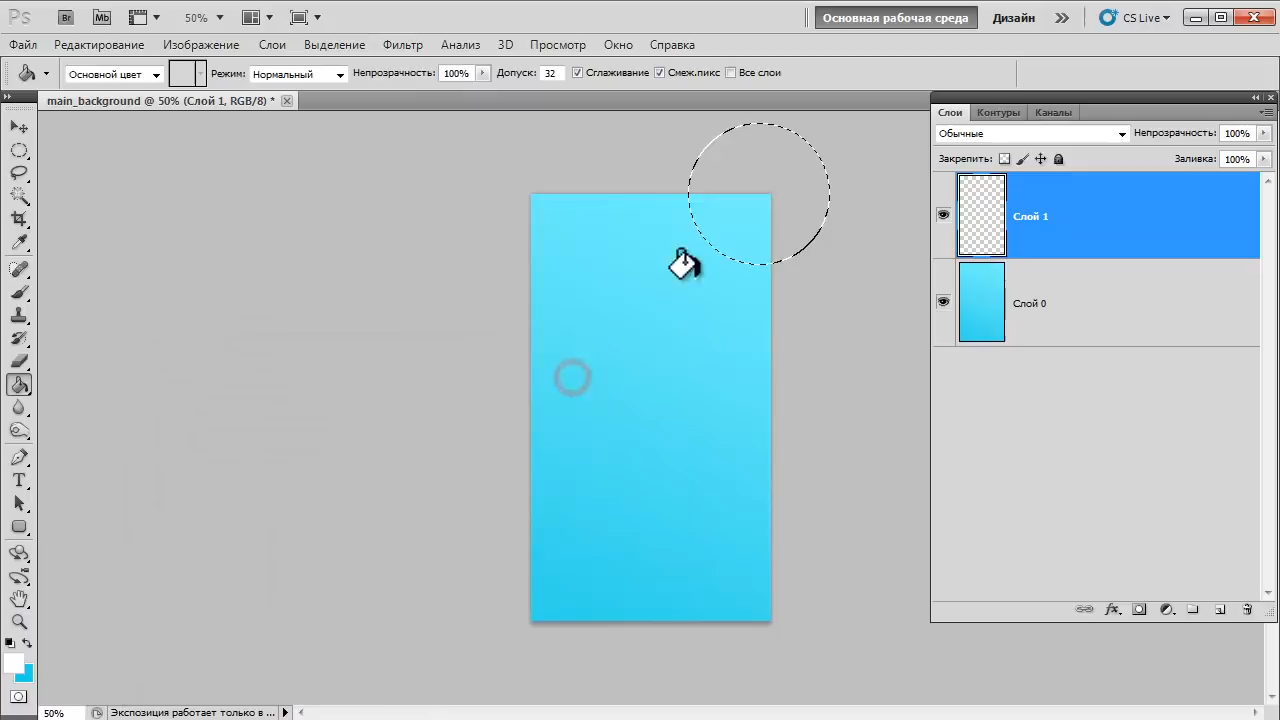 Ps Br Mb 50% Основная рабочая среда Дизайн CS Live
Файл Редактирование Изображение Слои Выделение Фильтр Анализ 3D Просмотр Окно Справка
Основной цвет Режим: Нормальный Непрозрачность: 100% Допуск: 32 Сглаживание Смеж.пикс Все слои
main_background @ 50% (Слой 1, RGB/8) *
Слои Контуры Каналы
Обычные Непрозрачность: 100%
Закрепить: Заливка: 100%
Слой 1
Слой 0
T
fx
50% Экспозиция работает только в ...